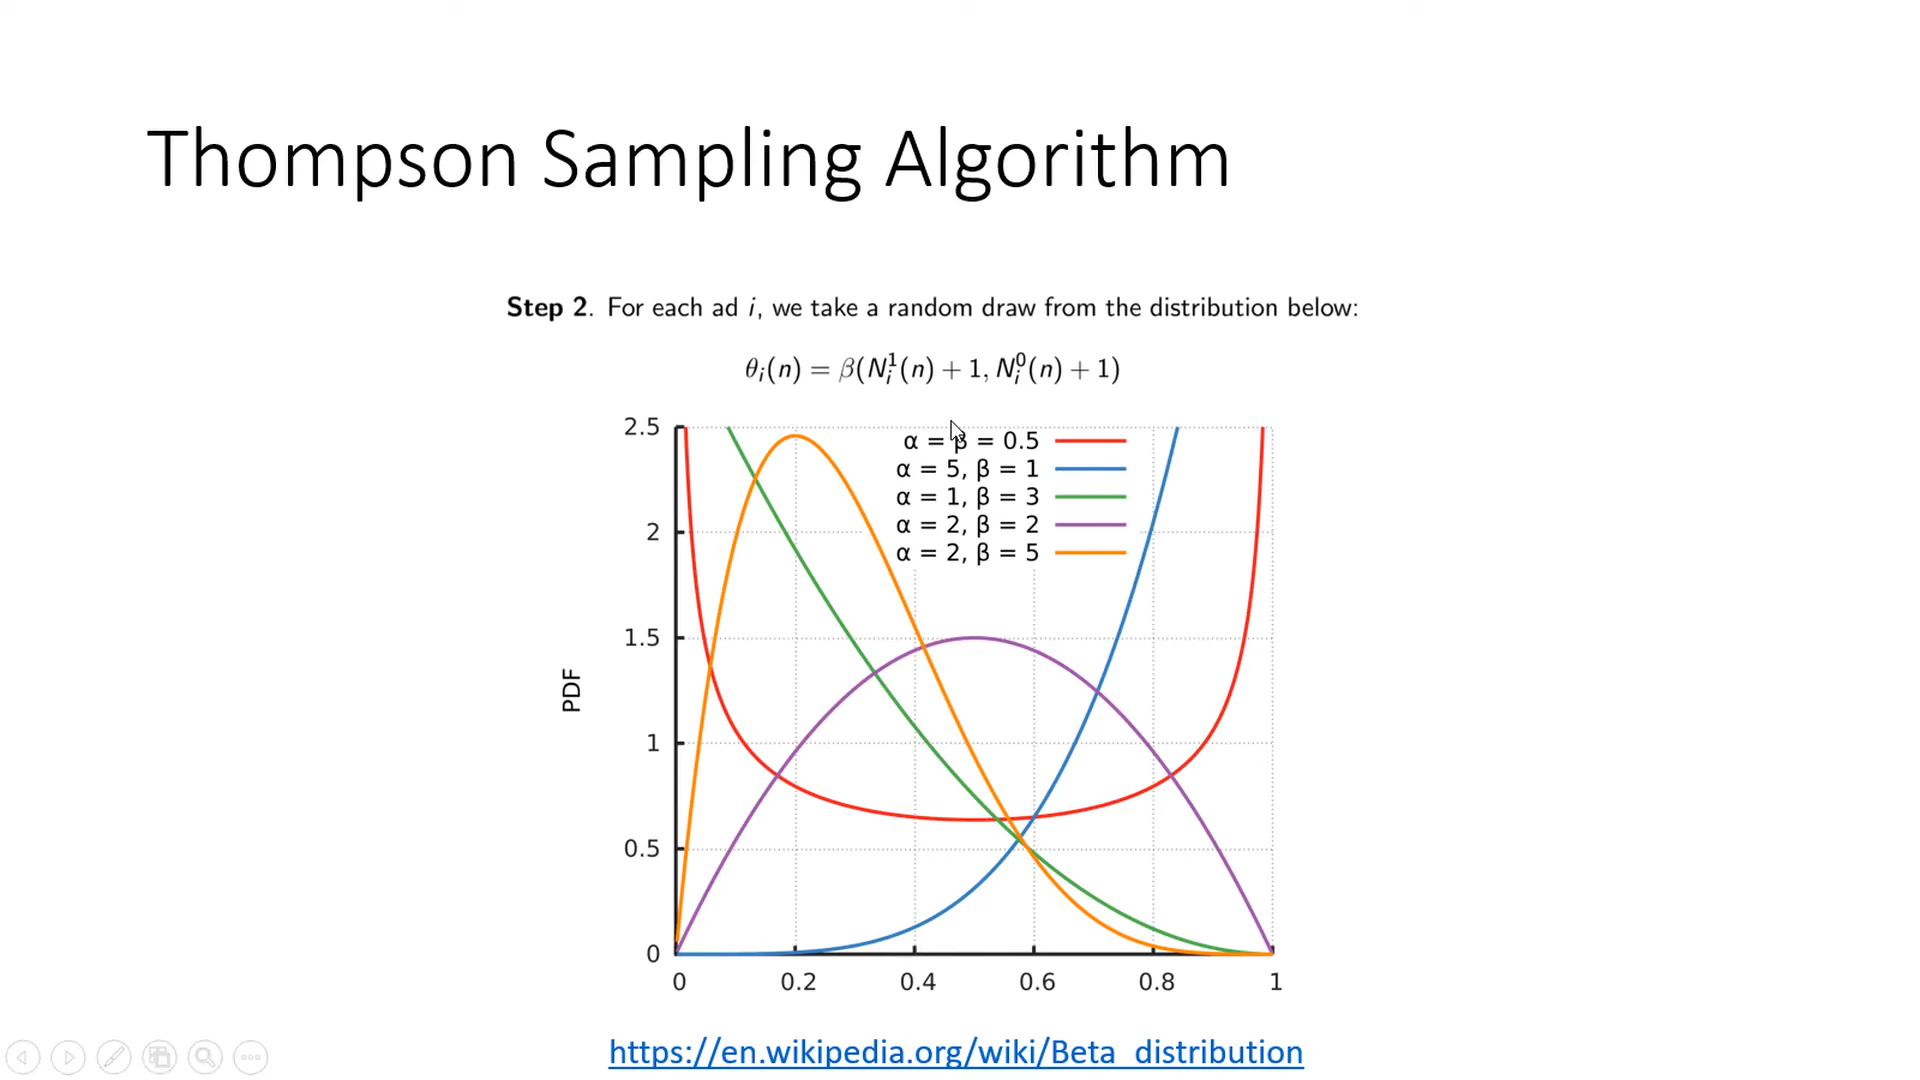 Thompson Sampling Algorithm
Step 2. For each ad i, we take a random draw from the distribution below:
θᵢ(n) = β(Nᵢ¹(n) + 1, Nᵢ⁰(n) + 1)
α = β = 0.5
α = 5, β = 1
α = 1, β = 3
α = 2, β = 2
α = 2, β = 5
2.5
2
1.5
1
0.5
0
PDF
0 0.2 0.4 0.6 0.8 1
https://en.wikipedia.org/wiki/Beta_distribution